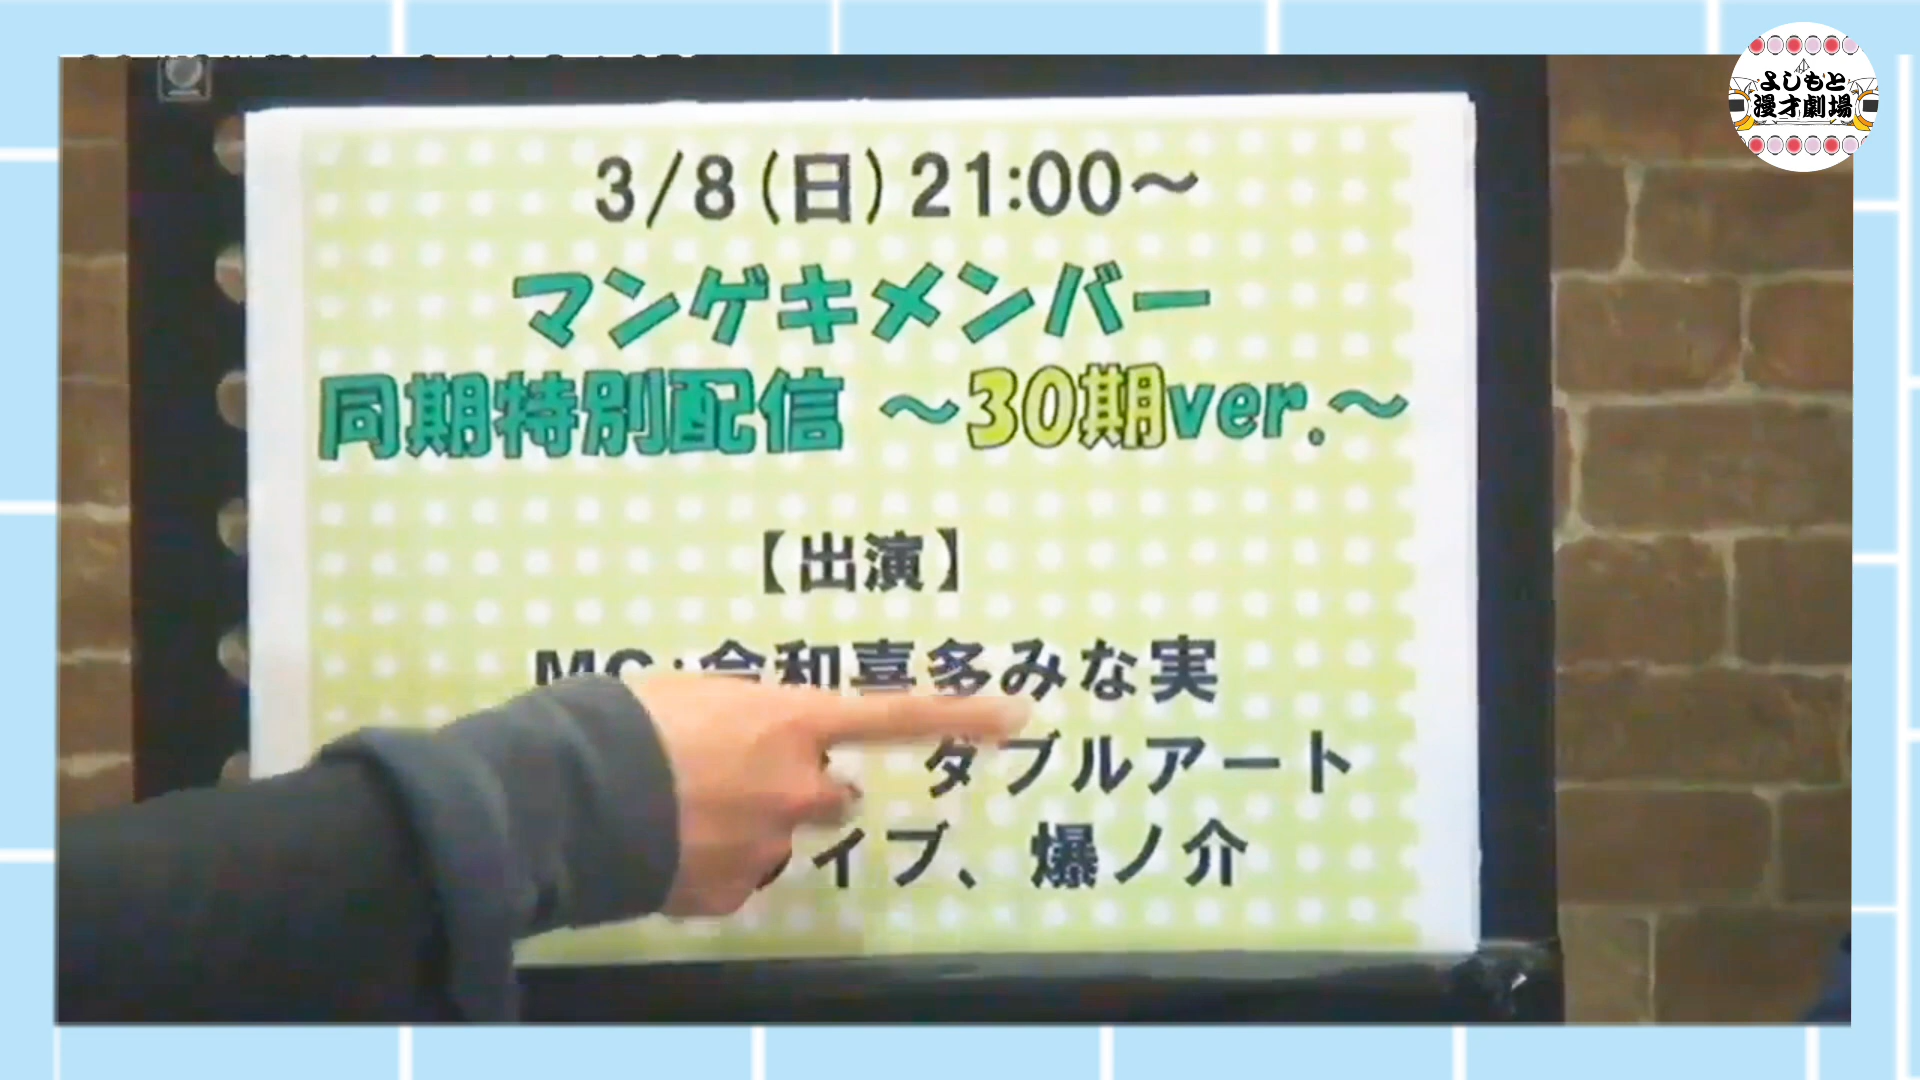 よしもと
漫才劇場
3/8(日)21:00～
マンゲキメンバー
同期特別配信 ～30期ver.～
【出演】
MC:令和喜多みな実
ダブルアート
イブ、爆ノ介